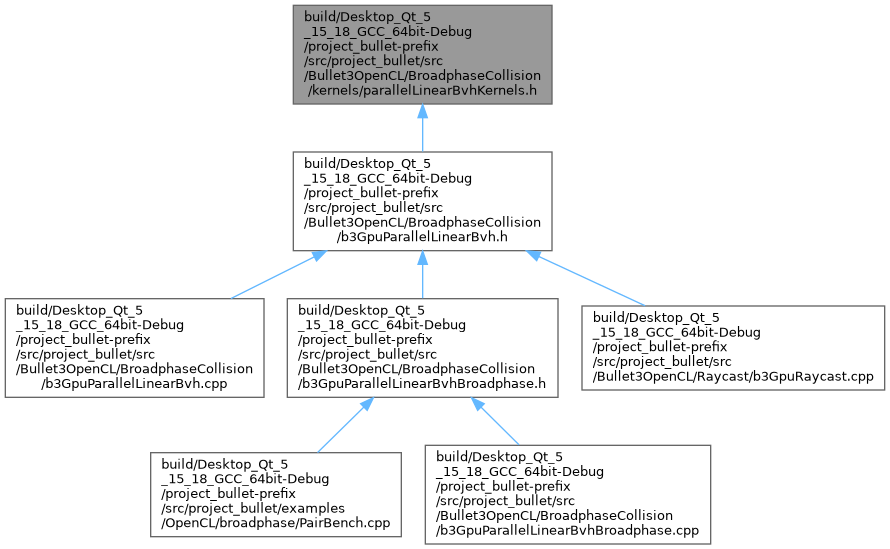 build/Desktop_Qt_5
_15_18_GCC_64bit-Debug
/project_bullet-prefix
/src/project_bullet/src
/Bullet3OpenCL/BroadphaseCollision
/kernels/parallelLinearBvhKernels.h
build/Desktop_Qt_5
_15_18_GCC_64bit-Debug
/project_bullet-prefix
/src/project_bullet/src
/Bullet3OpenCL/BroadphaseCollision
/b3GpuParallelLinearBvh.h
build/Desktop_Qt_5
_15_18_GCC_64bit-Debug
/project_bullet-prefix
/src/project_bullet/src
/Bullet3OpenCL/BroadphaseCollision
/b3GpuParallelLinearBvh.cpp
build/Desktop_Qt_5
_15_18_GCC_64bit-Debug
/project_bullet-prefix
/src/project_bullet/src
/Bullet3OpenCL/BroadphaseCollision
/b3GpuParallelLinearBvhBroadphase.h
build/Desktop_Qt_5
_15_18_GCC_64bit-Debug
/project_bullet-prefix
/src/project_bullet/src
/Bullet3OpenCL/Raycast/b3GpuRaycast.cpp
build/Desktop_Qt_5
_15_18_GCC_64bit-Debug
/project_bullet-prefix
/src/project_bullet/examples
/OpenCL/broadphase/PairBench.cpp
build/Desktop_Qt_5
_15_18_GCC_64bit-Debug
/project_bullet-prefix
/src/project_bullet/src
/Bullet3OpenCL/BroadphaseCollision
/b3GpuParallelLinearBvhBroadphase.cpp